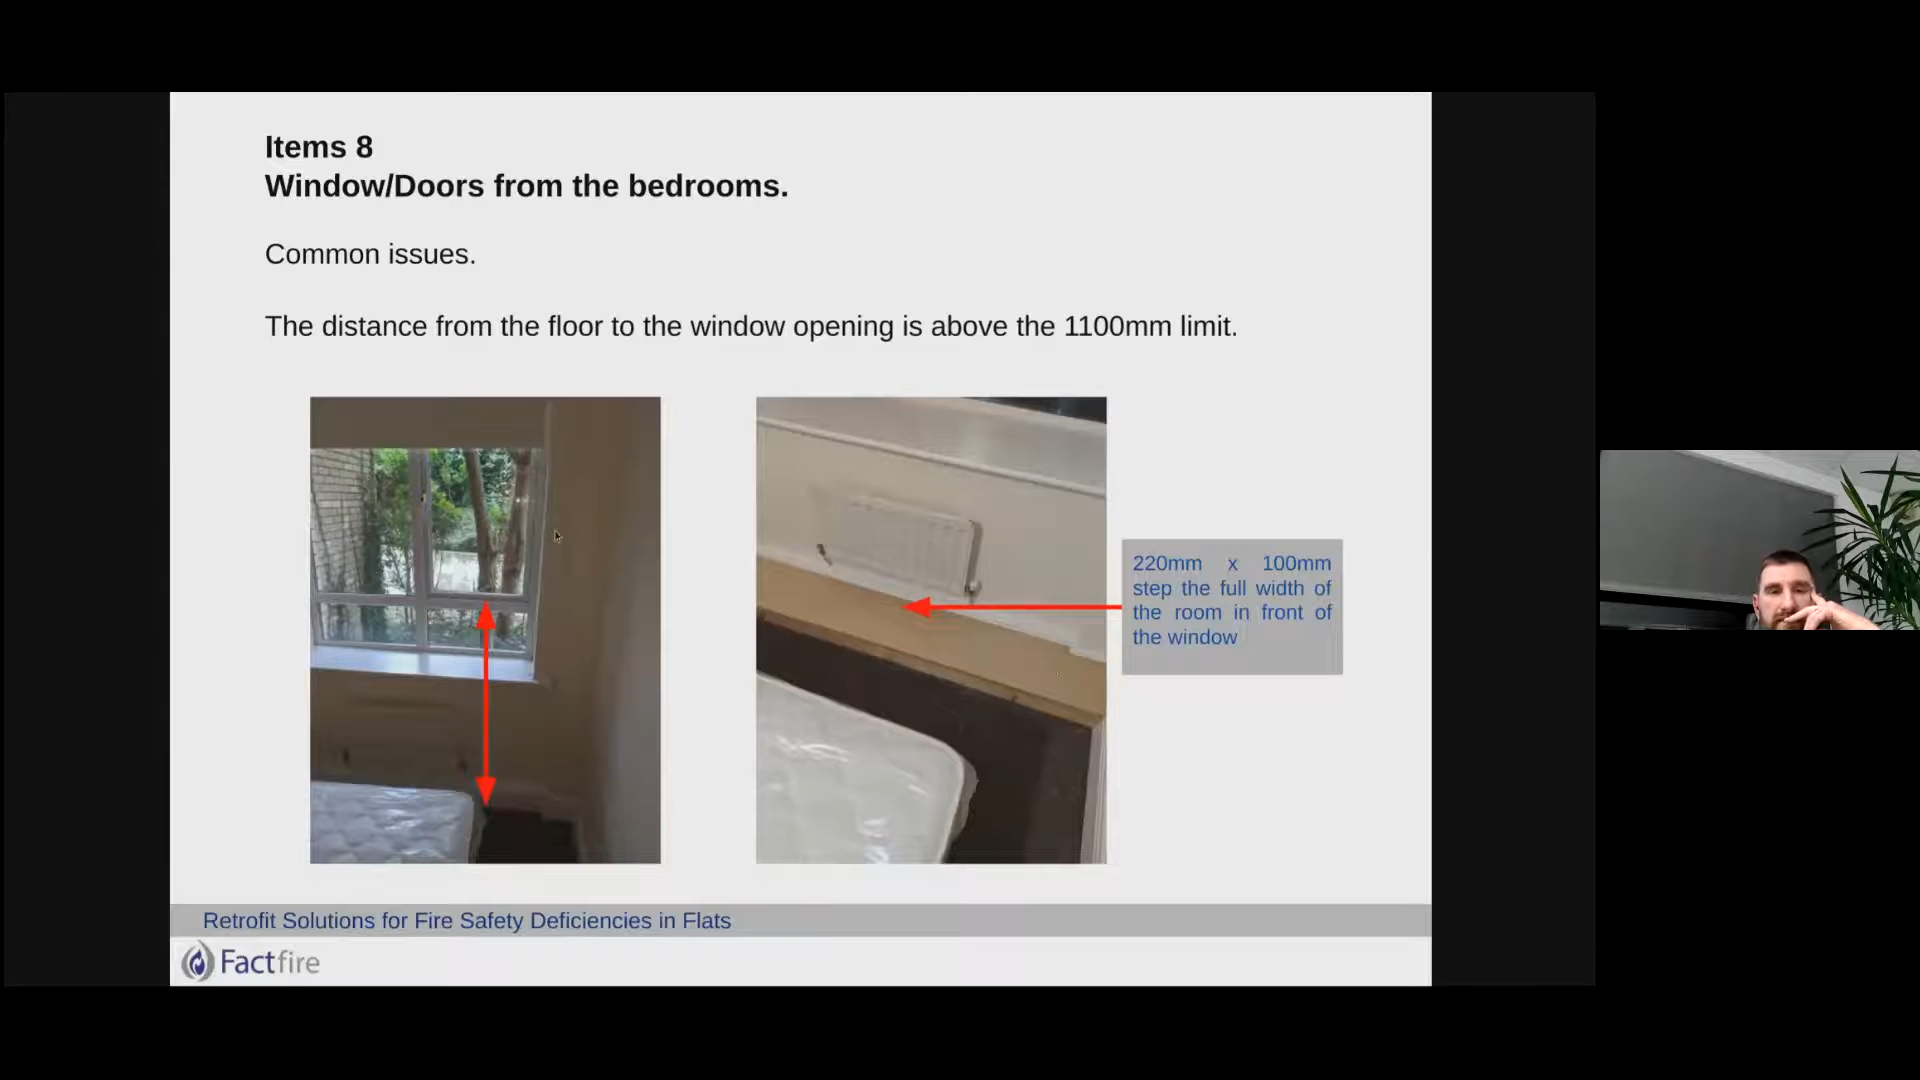 Items 8
Window/Doors from the bedrooms.
Common issues.
The distance from the floor to the window opening is above the 1100mm limit.
220mm x 100mm
step the full width of
the room in front of
the window
Retrofit Solutions for Fire Safety Deficiencies in Flats
Factfire